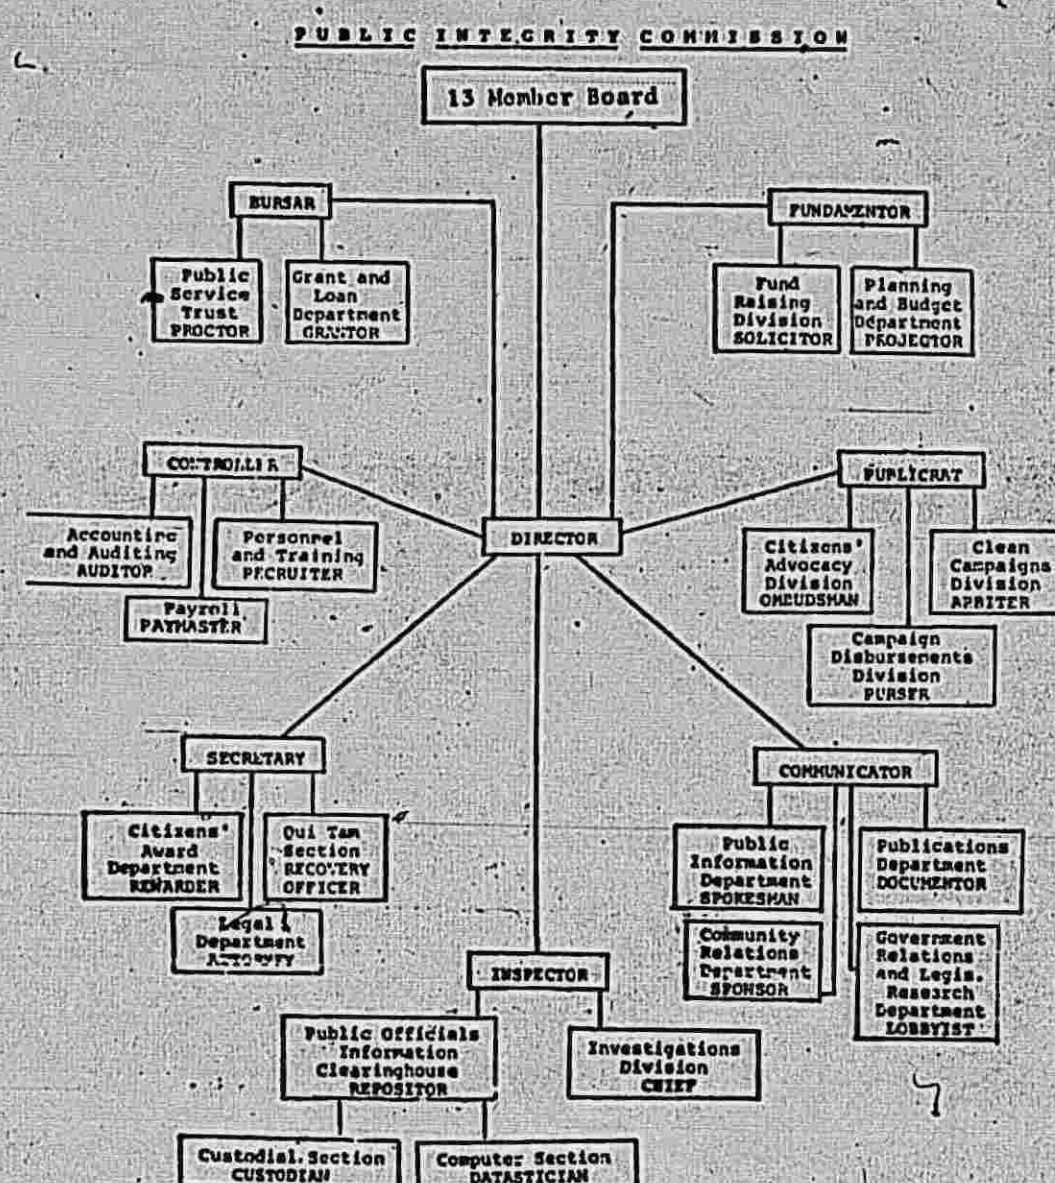 PUBLIC INTEGRITY COMMISSION
13 Member Board
BURSAR
Public
Service
Trust
PROCTOR
Grant and
Loan
Department
GRANTOR
FUNDAMENTOR
Fund
Raising
Division
SOLICITOR
Planning
and Budget
Department
PROJECTOR
CONTROLLER
Accounting
and Auditing
AUDITOR
Personnel
and Training
RECRUITER
Payroll
PAYMASTER
DIRECTOR
PUBLICRAT
Citizens'
Advocacy
Division
OMBUDSMAN
Clean
Campaigns
Division
ARBITER
Campaign
Disbursements
Division
PURSER
SECRETARY
Citizens'
Award
Department
REWARDER
Qui Tam
Section
RECOVERY
OFFICER
Legal
Department
ATTORNEY
COMMUNICATOR
Public
Information
Department
SPOKESMAN
Publications
Department
DOCUMENTOR
Community
Relations
Department
SPONSOR
Government
Relations
and Legis.
Research
Department
LOBBYIST
INSPECTOR
Public Officials
Information
Clearinghouse
REPOSITOR
Investigations
Division
CHIEF
Custodial Section
CUSTODIAN
Computer Section
DATASTICIAN